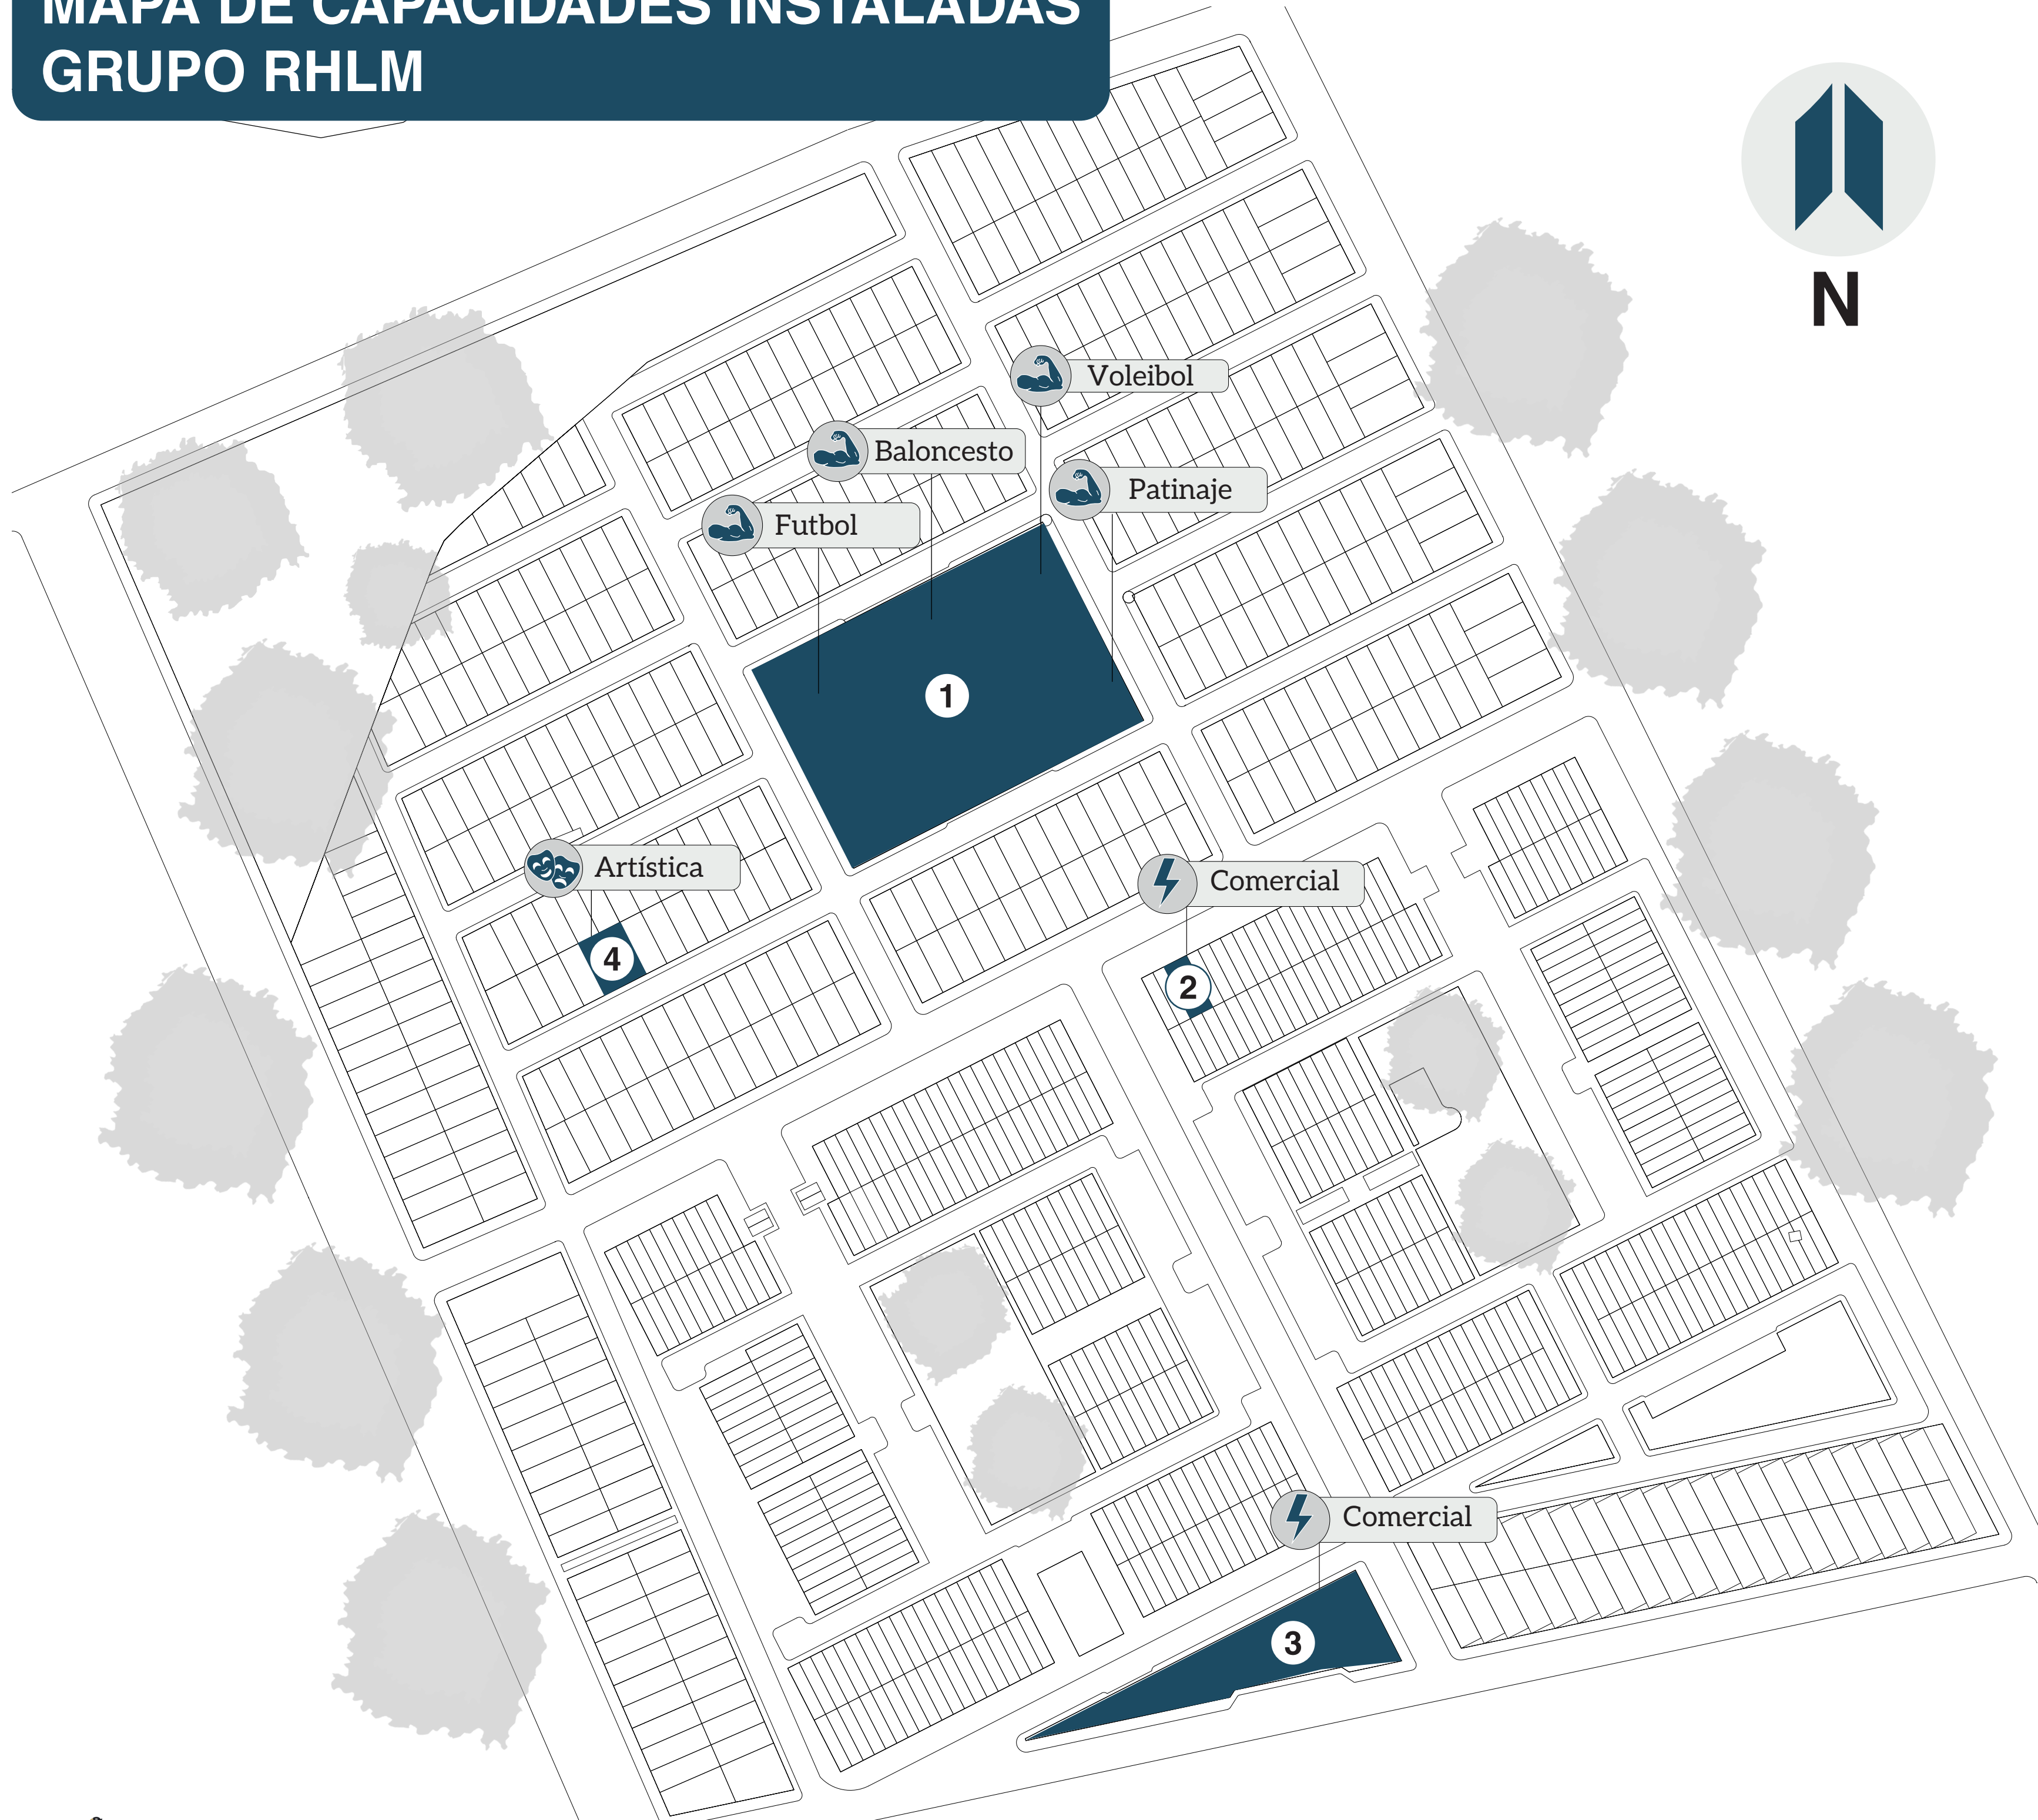 MAPA DE CAPACIDADES INSTALADAS
GRUPO RHLM
N
Voleibol
Baloncesto
Patinaje
Futbol
1
Artística
Comercial
4
2
Comercial
3